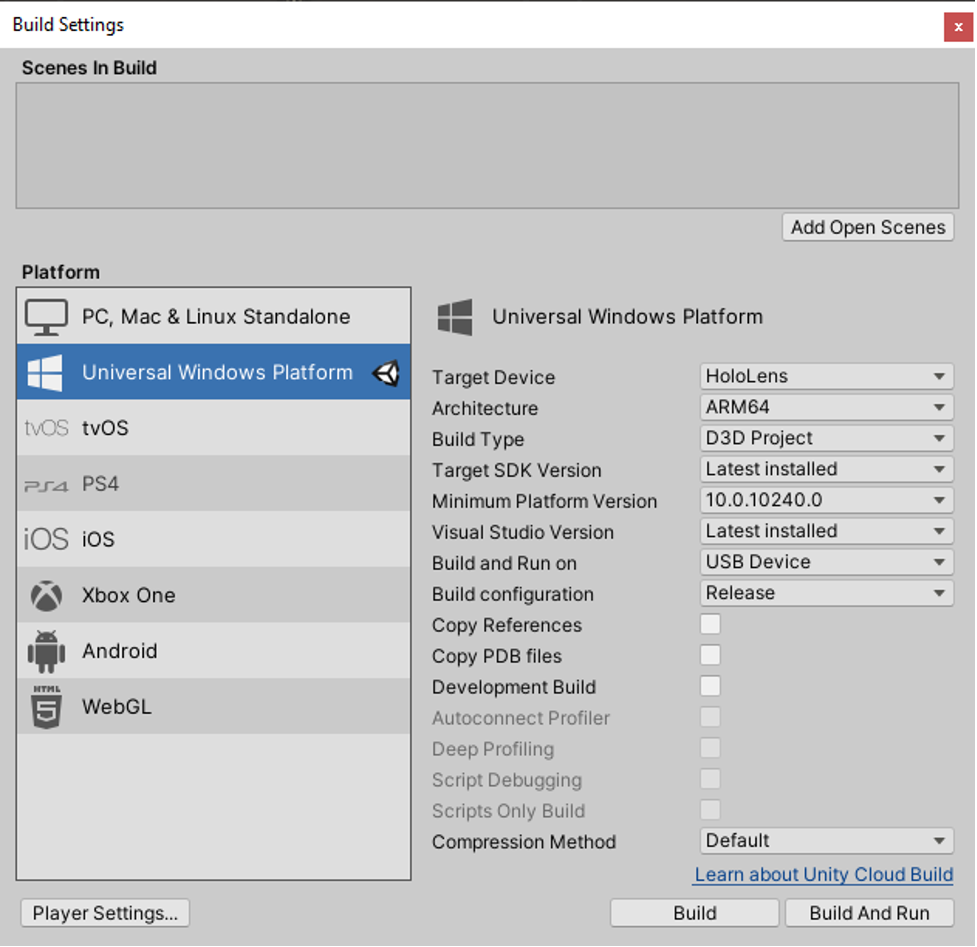 Build Settings
x
Scenes In Build
Add Open Scenes
Platform
PC, Mac & Linux Standalone
Universal Windows Platform
tvOS tvOS
PS4 PS4
iOS iOS
Xbox One
Android
HTML 5 WebGL
Universal Windows Platform
Target Device HoloLens
Architecture ARM64
Build Type D3D Project
Target SDK Version Latest installed
Minimum Platform Version 10.0.10240.0
Visual Studio Version Latest installed
Build and Run on USB Device
Build configuration Release
Copy References
Copy PDB files
Development Build
Autoconnect Profiler
Deep Profiling
Script Debugging
Scripts Only Build
Compression Method Default
Learn about Unity Cloud Build
Player Settings... Build Build And Run